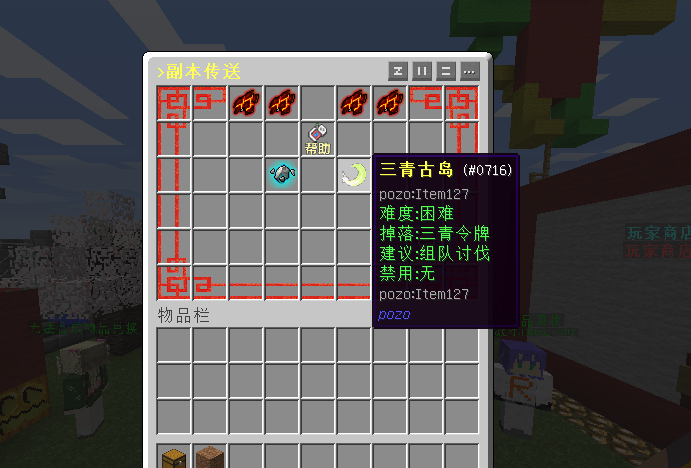 >副本传送
帮助
三青古岛 (#0716)
pozo:Item127
难度:困难
掉落:三青令牌
建议:组队讨伐
禁用:无
pozo:Item127
pozo
玩家商店
玩家商店
物品栏